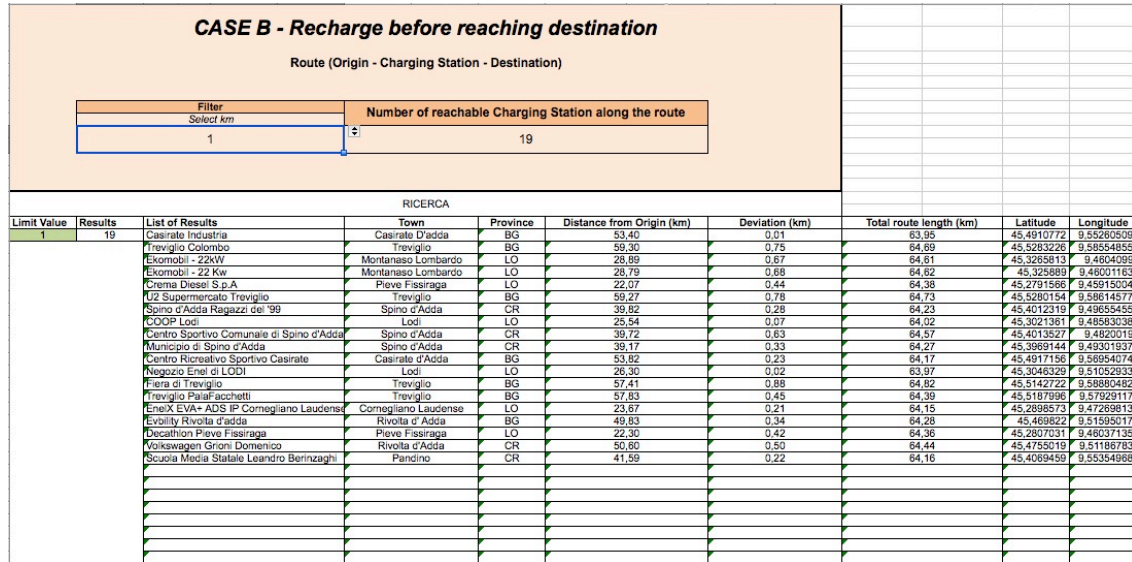 CASE B - Recharge before reaching destination
Route (Origin - Charging Station - Destination)
Filter
Select km
Number of reachable Charging Station along the route
1 19
RICERCA
Limit Value Results List of Results Town Province Distance from Origin (km) Deviation (km) Total route length (km) Latitude Longitude
1 19 Casirate Industria Casirate D'adda BG 53,40 0,01 63,95 45,4910772 9,55260509
Treviglio Colombo Treviglio BG 59,30 0,75 64,69 45,5283226 9,58554855
Ekomobil - 22kW Montanaso Lombardo LO 28,89 0,67 64,61 45,3265813 9,4604099
Ekomobil - 22 Kw Montanaso Lombardo LO 28,79 0,68 64,62 45,325889 9,46001163
Crema Diesel S.p.A Pieve Fissiraga LO 22,07 0,44 64,38 45,2791566 9,45915004
U2 Supermercato Treviglio Treviglio BG 59,27 0,78 64,73 45,5280154 9,58614577
Spino d'Adda Ragazzi del '99 Spino d'Adda CR 39,82 0,28 64,23 45,4012319 9,49655455
COOP Lodi Lodi LO 25,54 0,07 64,02 45,3021361 9,48583038
Centro Sportivo Comunale di Spino d'Adda Spino d'Adda CR 39,72 0,63 64,57 45,4013527 9,4820019
Municipio di Spino d'Adda Spino d'Adda CR 39,17 0,33 64,27 45,3969144 9,49301937
Centro Ricreativo Sportivo Casirate Casirate d'Adda BG 53,82 0,23 64,17 45,4917156 9,56954074
Negozio Enel di LODI Lodi LO 26,30 0,02 63,97 45,3046329 9,51052933
Fiera di Treviglio Treviglio BG 57,41 0,88 64,82 45,5142722 9,58880482
Treviglio PalaFacchetti Treviglio BG 57,83 0,45 64,39 45,5187996 9,57929117
EnelX EVA+ ADS IP Cornegliano Laudense Cornegliano Laudense LO 23,67 0,21 64,15 45,2898573 9,47269813
Evbility Rivolta d'adda Rivolta d' Adda BG 49,83 0,34 64,28 45,469822 9,51595017
Decathlon Pieve Fissiraga Pieve Fissiraga LO 22,30 0,42 64,36 45,2807031 9,46037135
Volkswagen Grioni Domenico Rivolta d'Adda CR 50,60 0,50 64,44 45,4755019 9,51186783
Scuola Media Statale Leandro Berinzaghi Pandino CR 41,59 0,22 64,16 45,4069459 9,55354968